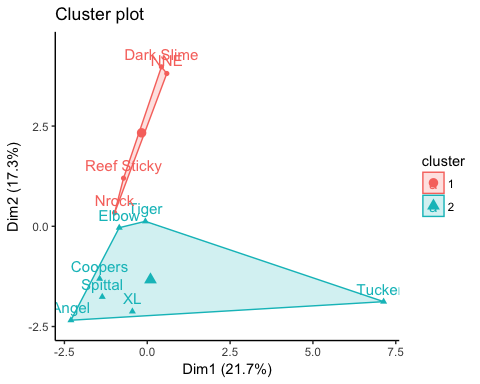 Cluster plot
Dark Slime
NNE
Reef Sticky
Nrock
Elbow
Tiger
Coopers
Spittal
XL
Angel
Tucker
2.5
0.0
-2.5
-2.5
0.0
2.5
5.0
7.5
Dim1 (21.7%)
Dim2 (17.3%)
cluster
1
2